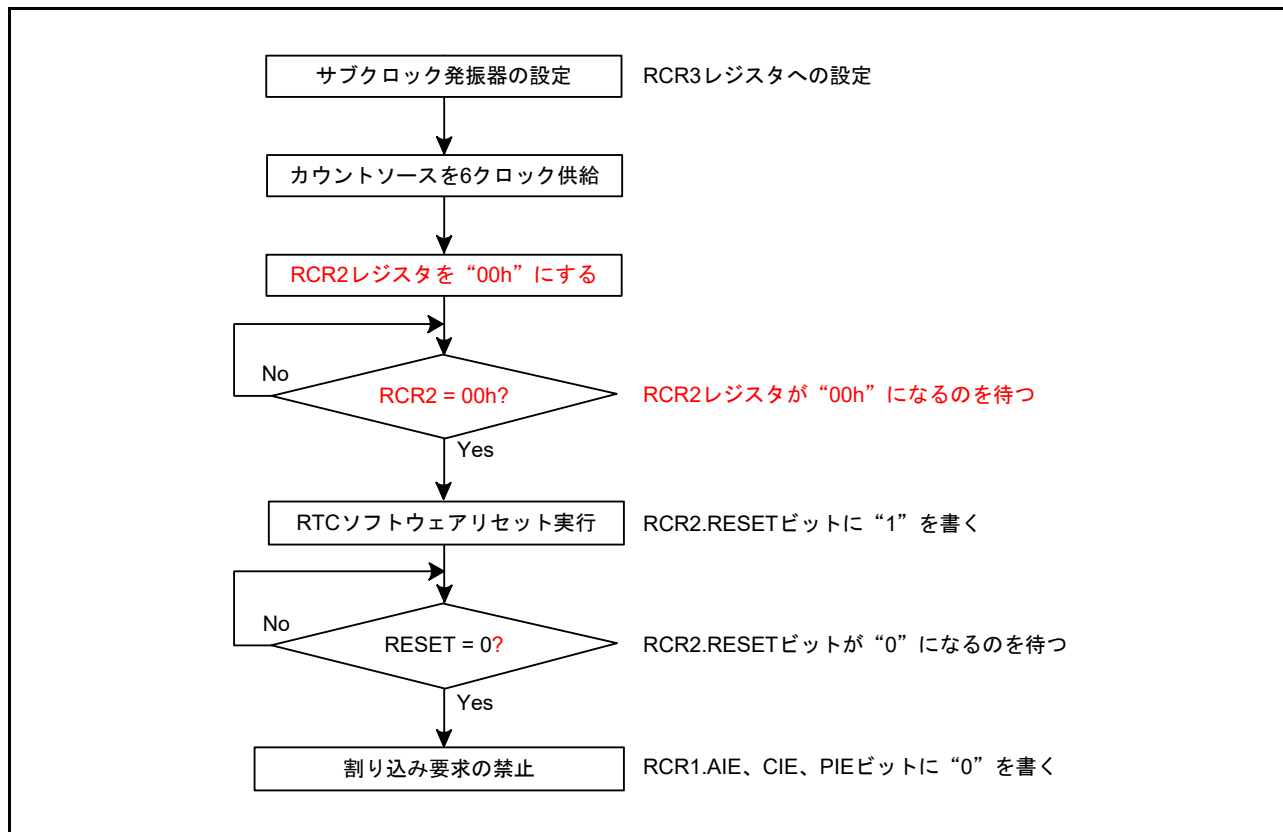 サブクロック発振器の設定 RCR3レジスタへの設定
カウントソースを6クロック供給
RCR2レジスタを“00h”にする
No
RCR2 = 00h? RCR2レジスタが“00h”になるのを待つ
Yes
RTCソフトウェアリセット実行 RCR2.RESETビットに“1”を書く
No
RESET = 0? RCR2.RESETビットが“0”になるのを待つ
Yes
割り込み要求の禁止 RCR1.AIE、CIE、PIEビットに“0”を書く